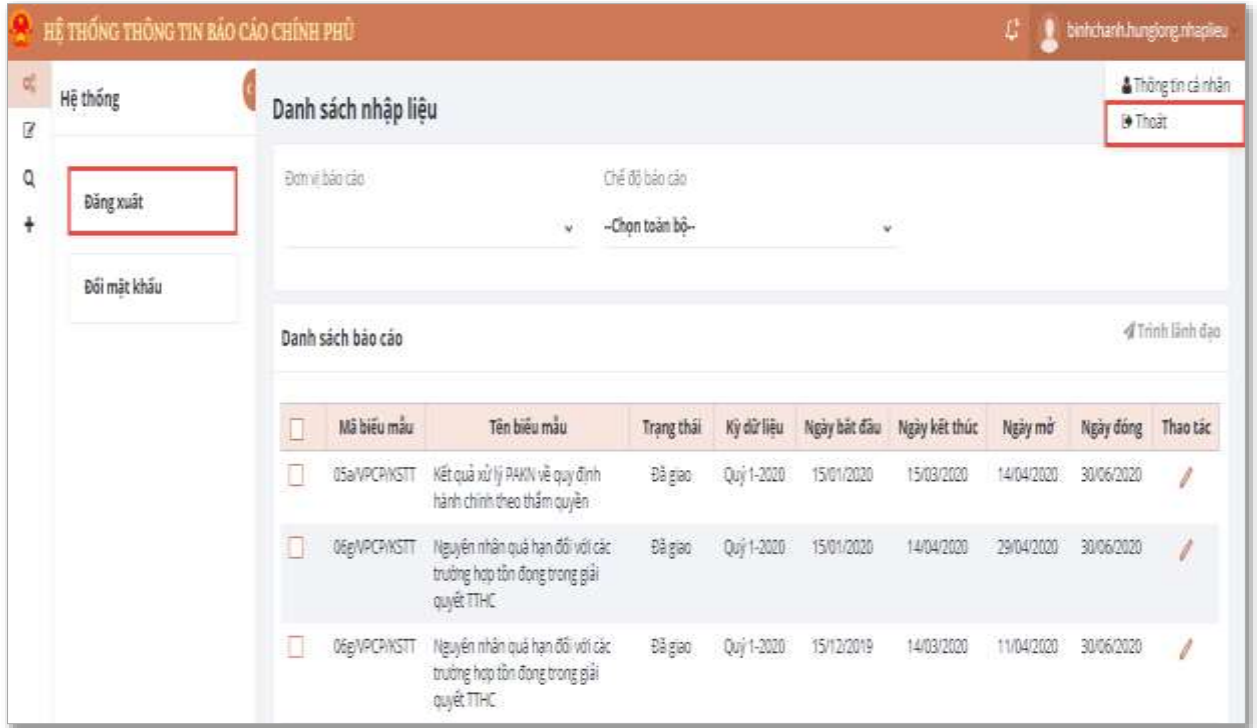 HỆ THỐNG THÔNG TIN BÁO CÁO CHÍNH PHỦ
binhchanh.hunglong.nhaplieu
Thông tin cá nhân
Thoát
Hệ thống
Đăng xuất
Đổi mật khẩu
Danh sách nhập liệu
Đơn vị báo cáo
Chế độ báo cáo
--Chọn toàn bộ--
Danh sách báo cáo
Trình lãnh đạo
Mã biểu mẫu Tên biểu mẫu Trạng thái Kỳ dữ liệu Ngày bắt đầu Ngày kết thúc Ngày mở Ngày đóng Thao tác
05a/VPCP/KSTT Kết quả xử lý PAKN về quy định Đã giao Quý 1-2020 15/01/2020 15/03/2020 14/04/2020 30/06/2020
hành chính theo thẩm quyền
06g/VPCP/KSTT Nguyên nhân quá hạn đối với các Đã giao Quý 1-2020 15/01/2020 14/04/2020 29/04/2020 30/06/2020
trường hợp tồn đọng trong giải
quyết TTHC
06g/VPCP/KSTT Nguyên nhân quá hạn đối với các Đã giao Quý 1-2020 15/12/2019 14/03/2020 11/04/2020 30/06/2020
trường hợp tồn đọng trong giải
quyết TTHC